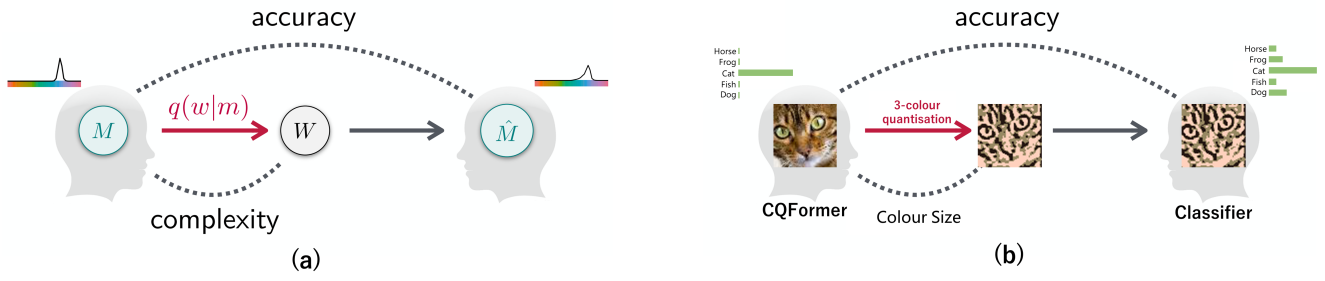 accuracy
q(w|m)
M
W
M̂
complexity
(a)
accuracy
Horse
Frog
Cat
Fish
Dog
Horse
Frog
Cat
Fish
Dog
3-colour
quantisation
CQFormer
Colour Size
Classifier
(b)